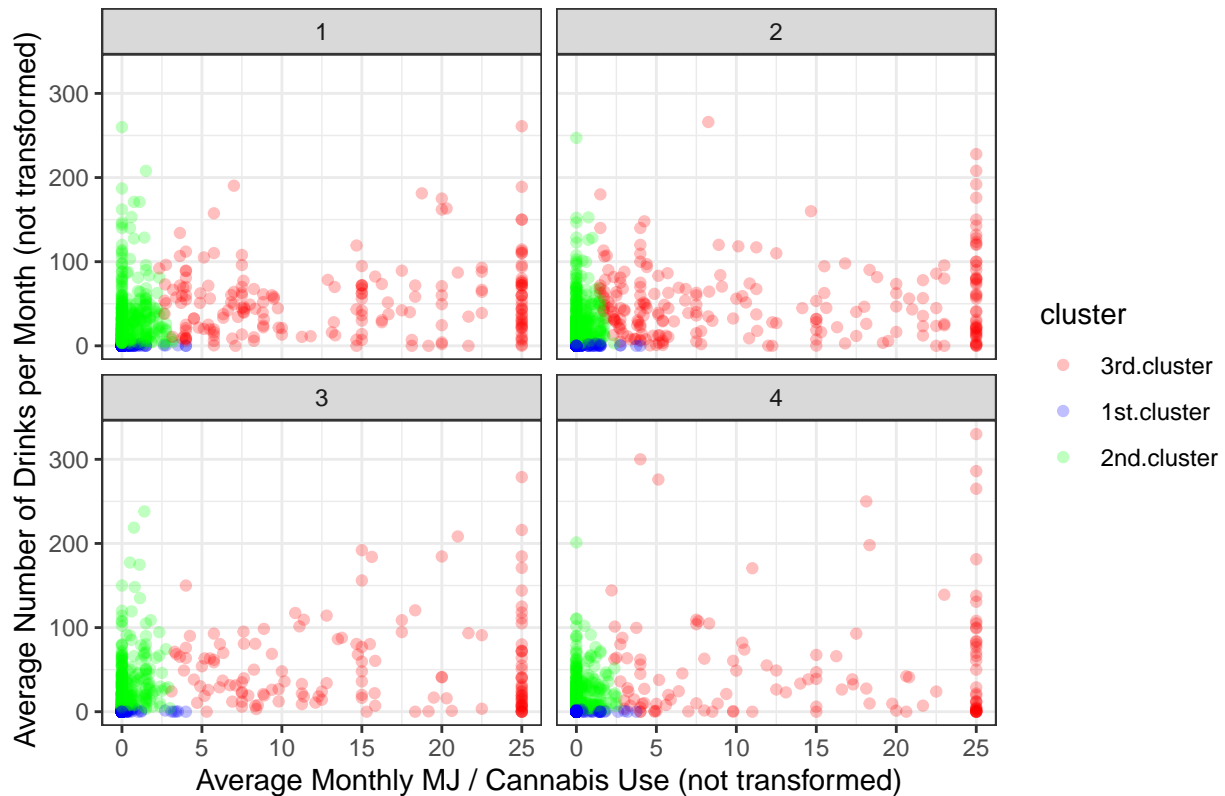 1
2
300
200
100
0
3
4
300
200
100
0
0 5 10 15 20 25
0 5 10 15 20 25
Average Number of Drinks per Month (not transformed)
Average Monthly MJ / Cannabis Use (not transformed)
cluster
3rd.cluster
1st.cluster
2nd.cluster